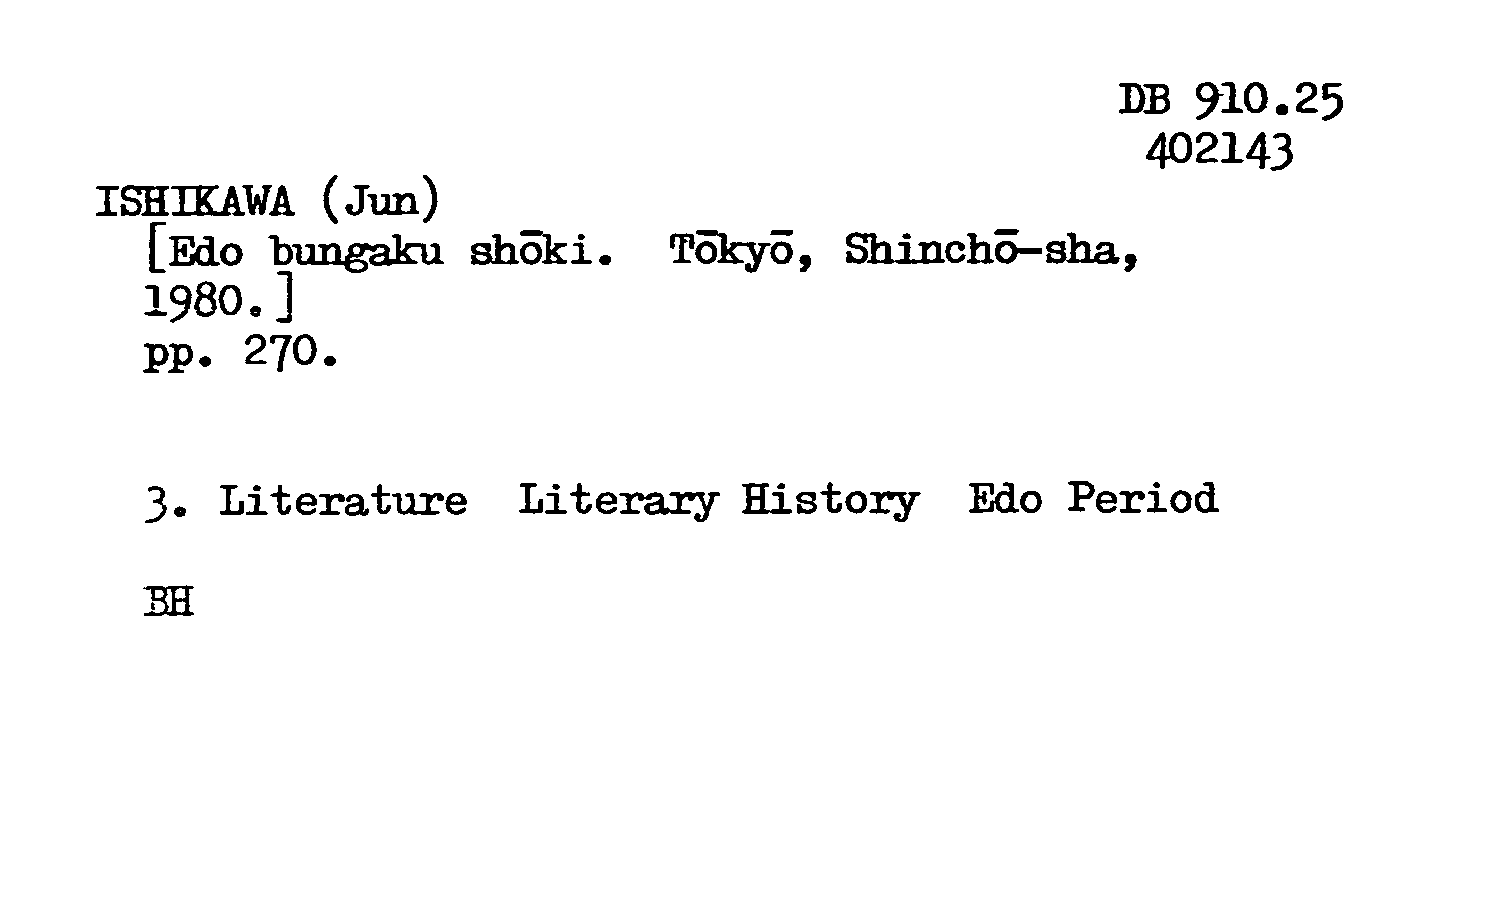 DB 910.25
402143
ISHIKAWA (Jun)
[Edo bungaku shōki. Tōkyō, Shinchō-sha,
1980.]
pp. 270.
3. Literature Literary History Edo Period
BH